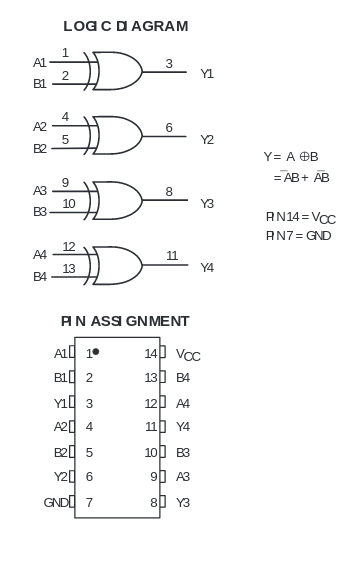 LOGIC DIAGRAM
A1 1
B1 2
3 Y1
A2 4
B2 5
6 Y2
A3 9
B3 10
8 Y3
A4 12
B4 13
11 Y4
Y = A ⊕ B
= A̅B + AB̅
PIN 14 = VCC
PIN 7 = GND
PIN ASSIGNMENT
A1 1 14 VCC
B1 2 13 B4
Y1 3 12 A4
A2 4 11 Y4
B2 5 10 B3
Y2 6 9 A3
GND 7 8 Y3